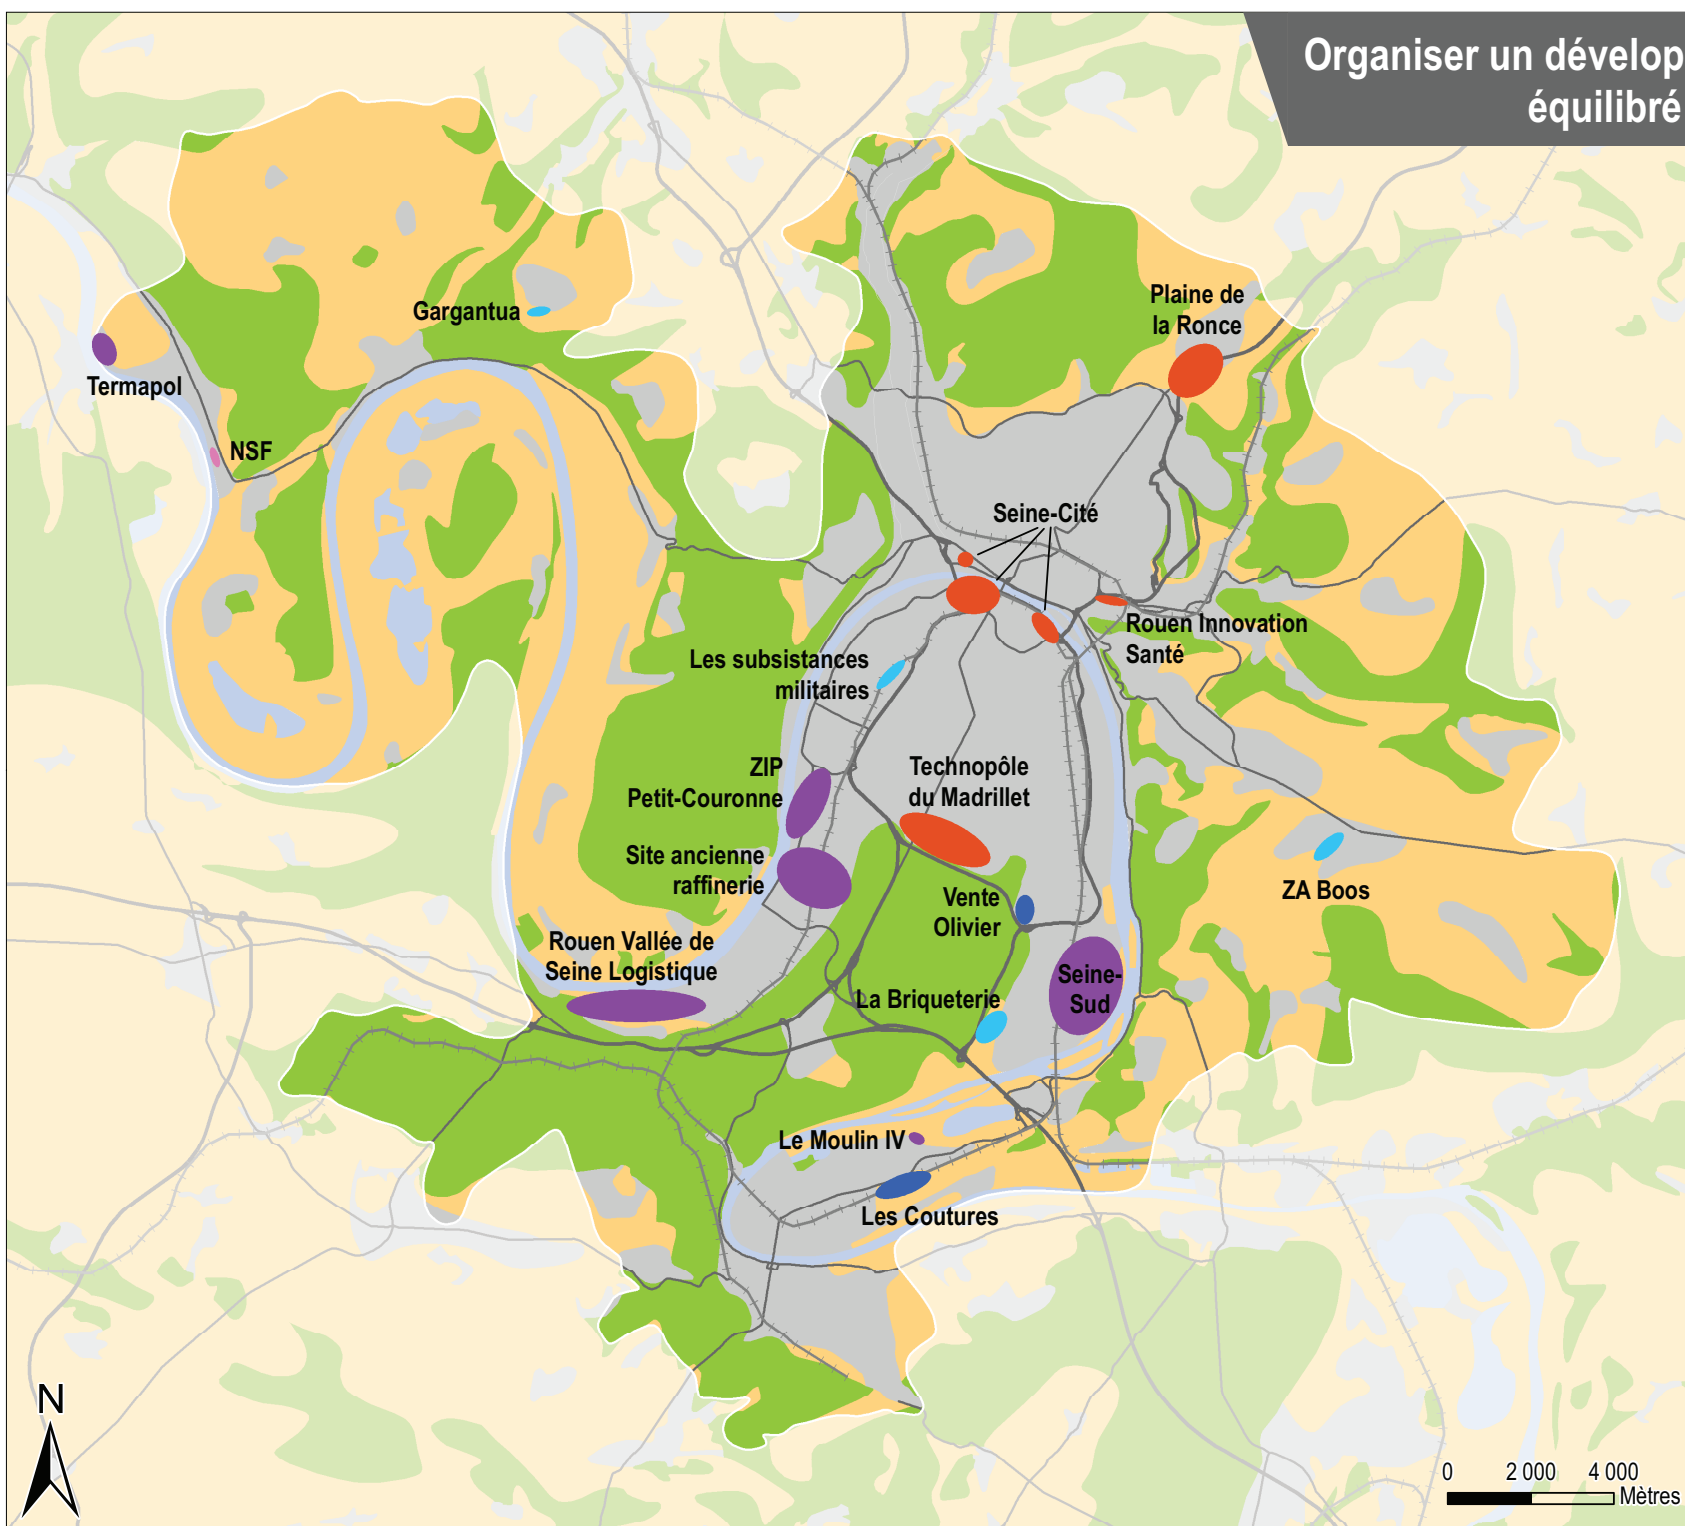 Organiser un dévelop
équilibré
Plaine de
la Ronce
Gargantua
Termapol
NSF
Seine-Cité
Rouen Innovation
Santé
Les subsistances
militaires
ZIP
Petit-Couronne
Technopôle
du Madrillet
Site ancienne
raffinerie
Vente
Olivier
ZA Boos
Rouen Vallée de
Seine Logistique
Seine-
Sud
La Briqueterie
Le Moulin IV
Les Coutures
N
0 2 000 4 000
Mètres